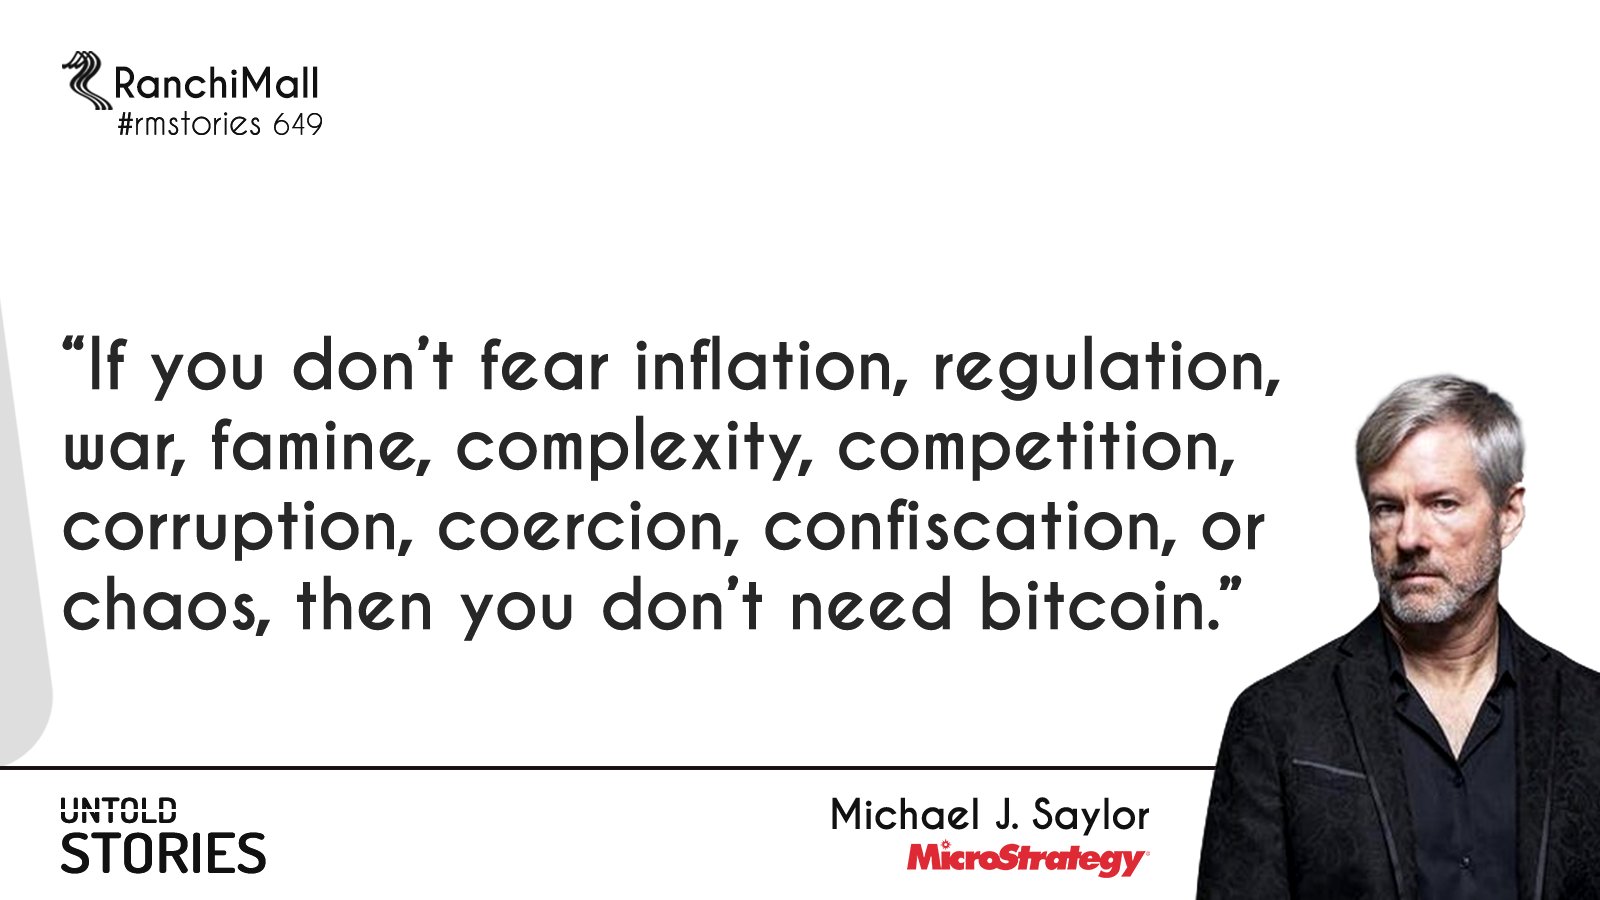 RanchiMall
#rmstories 649
“If you don’t fear inflation, regulation,
war, famine, complexity, competition,
corruption, coercion, confiscation, or
chaos, then you don’t need bitcoin.”
UNTOLD
STORIES
Michael J. Saylor
MicroStrategy